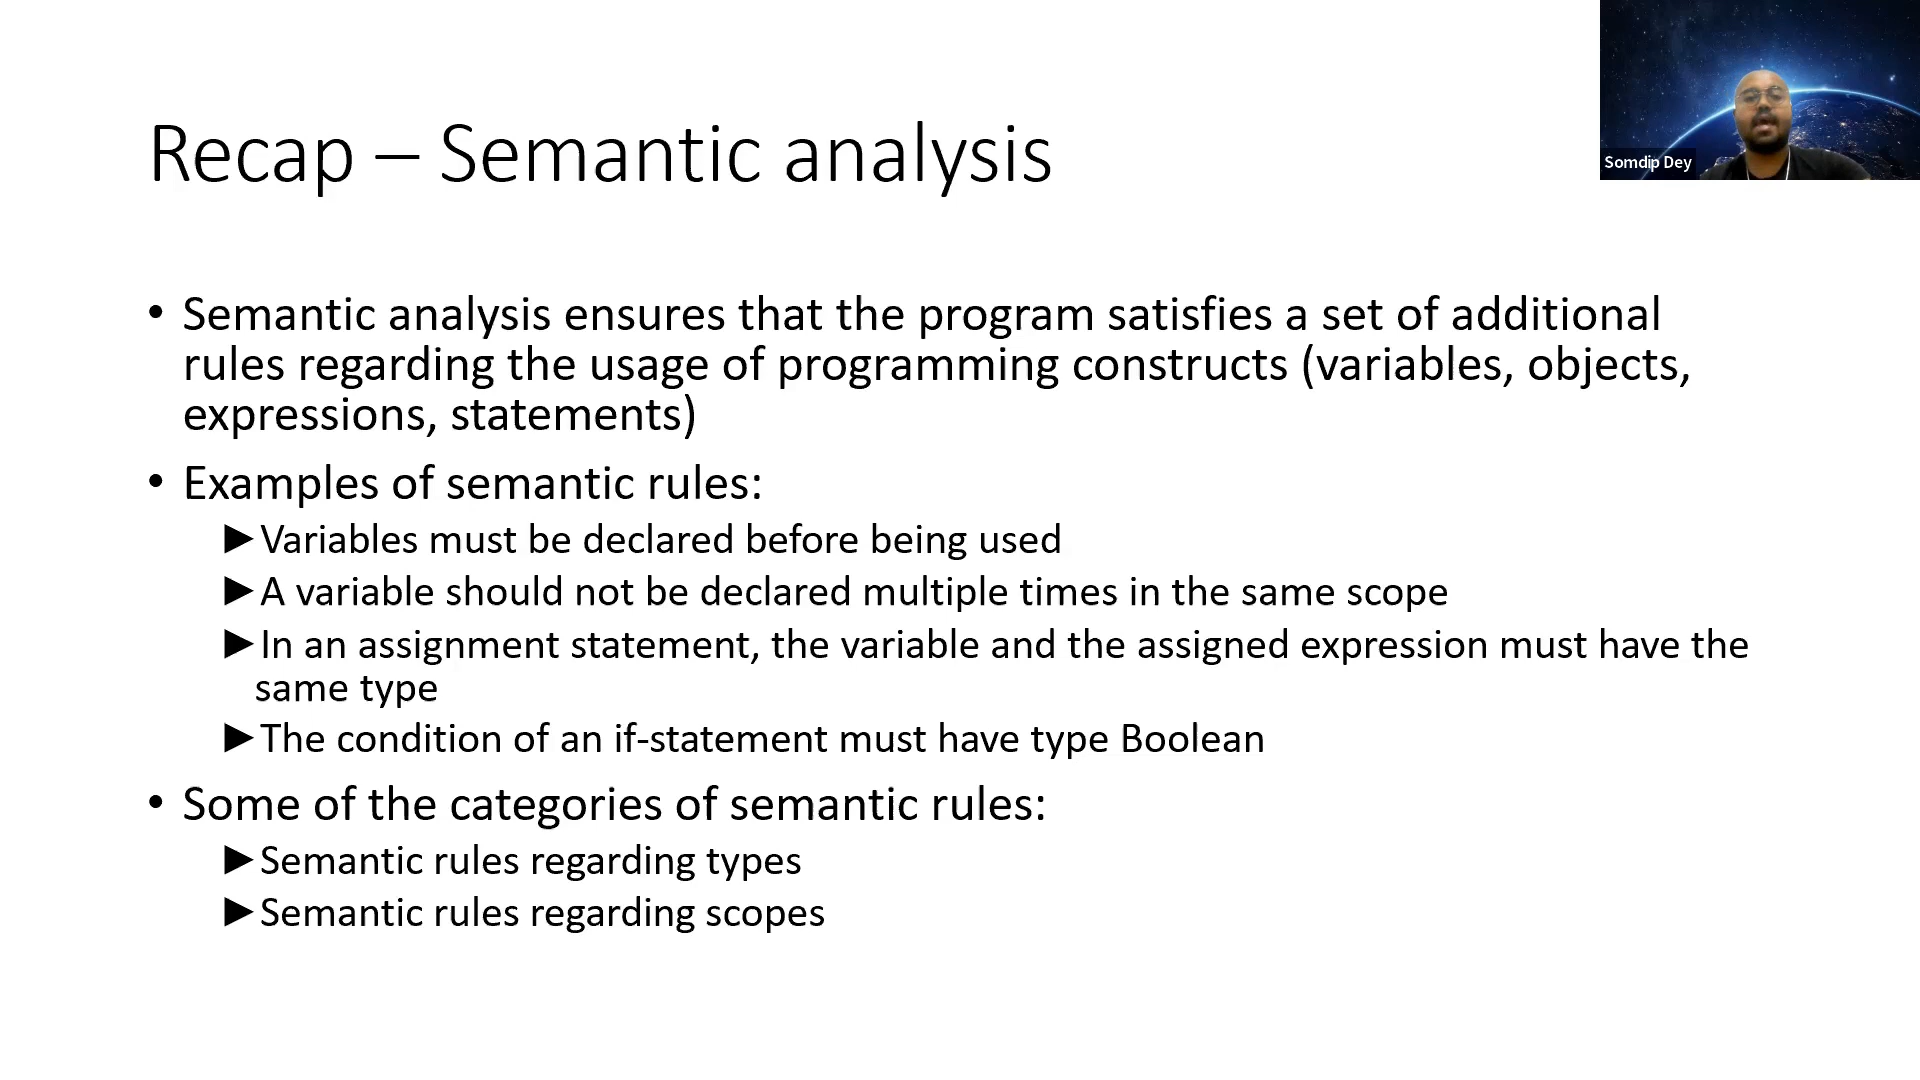 Somdip Dey
Recap – Semantic analysis
• Semantic analysis ensures that the program satisfies a set of additional
rules regarding the usage of programming constructs (variables, objects,
expressions, statements)
• Examples of semantic rules:
►Variables must be declared before being used
►A variable should not be declared multiple times in the same scope
►In an assignment statement, the variable and the assigned expression must have the
same type
►The condition of an if-statement must have type Boolean
• Some of the categories of semantic rules:
►Semantic rules regarding types
►Semantic rules regarding scopes